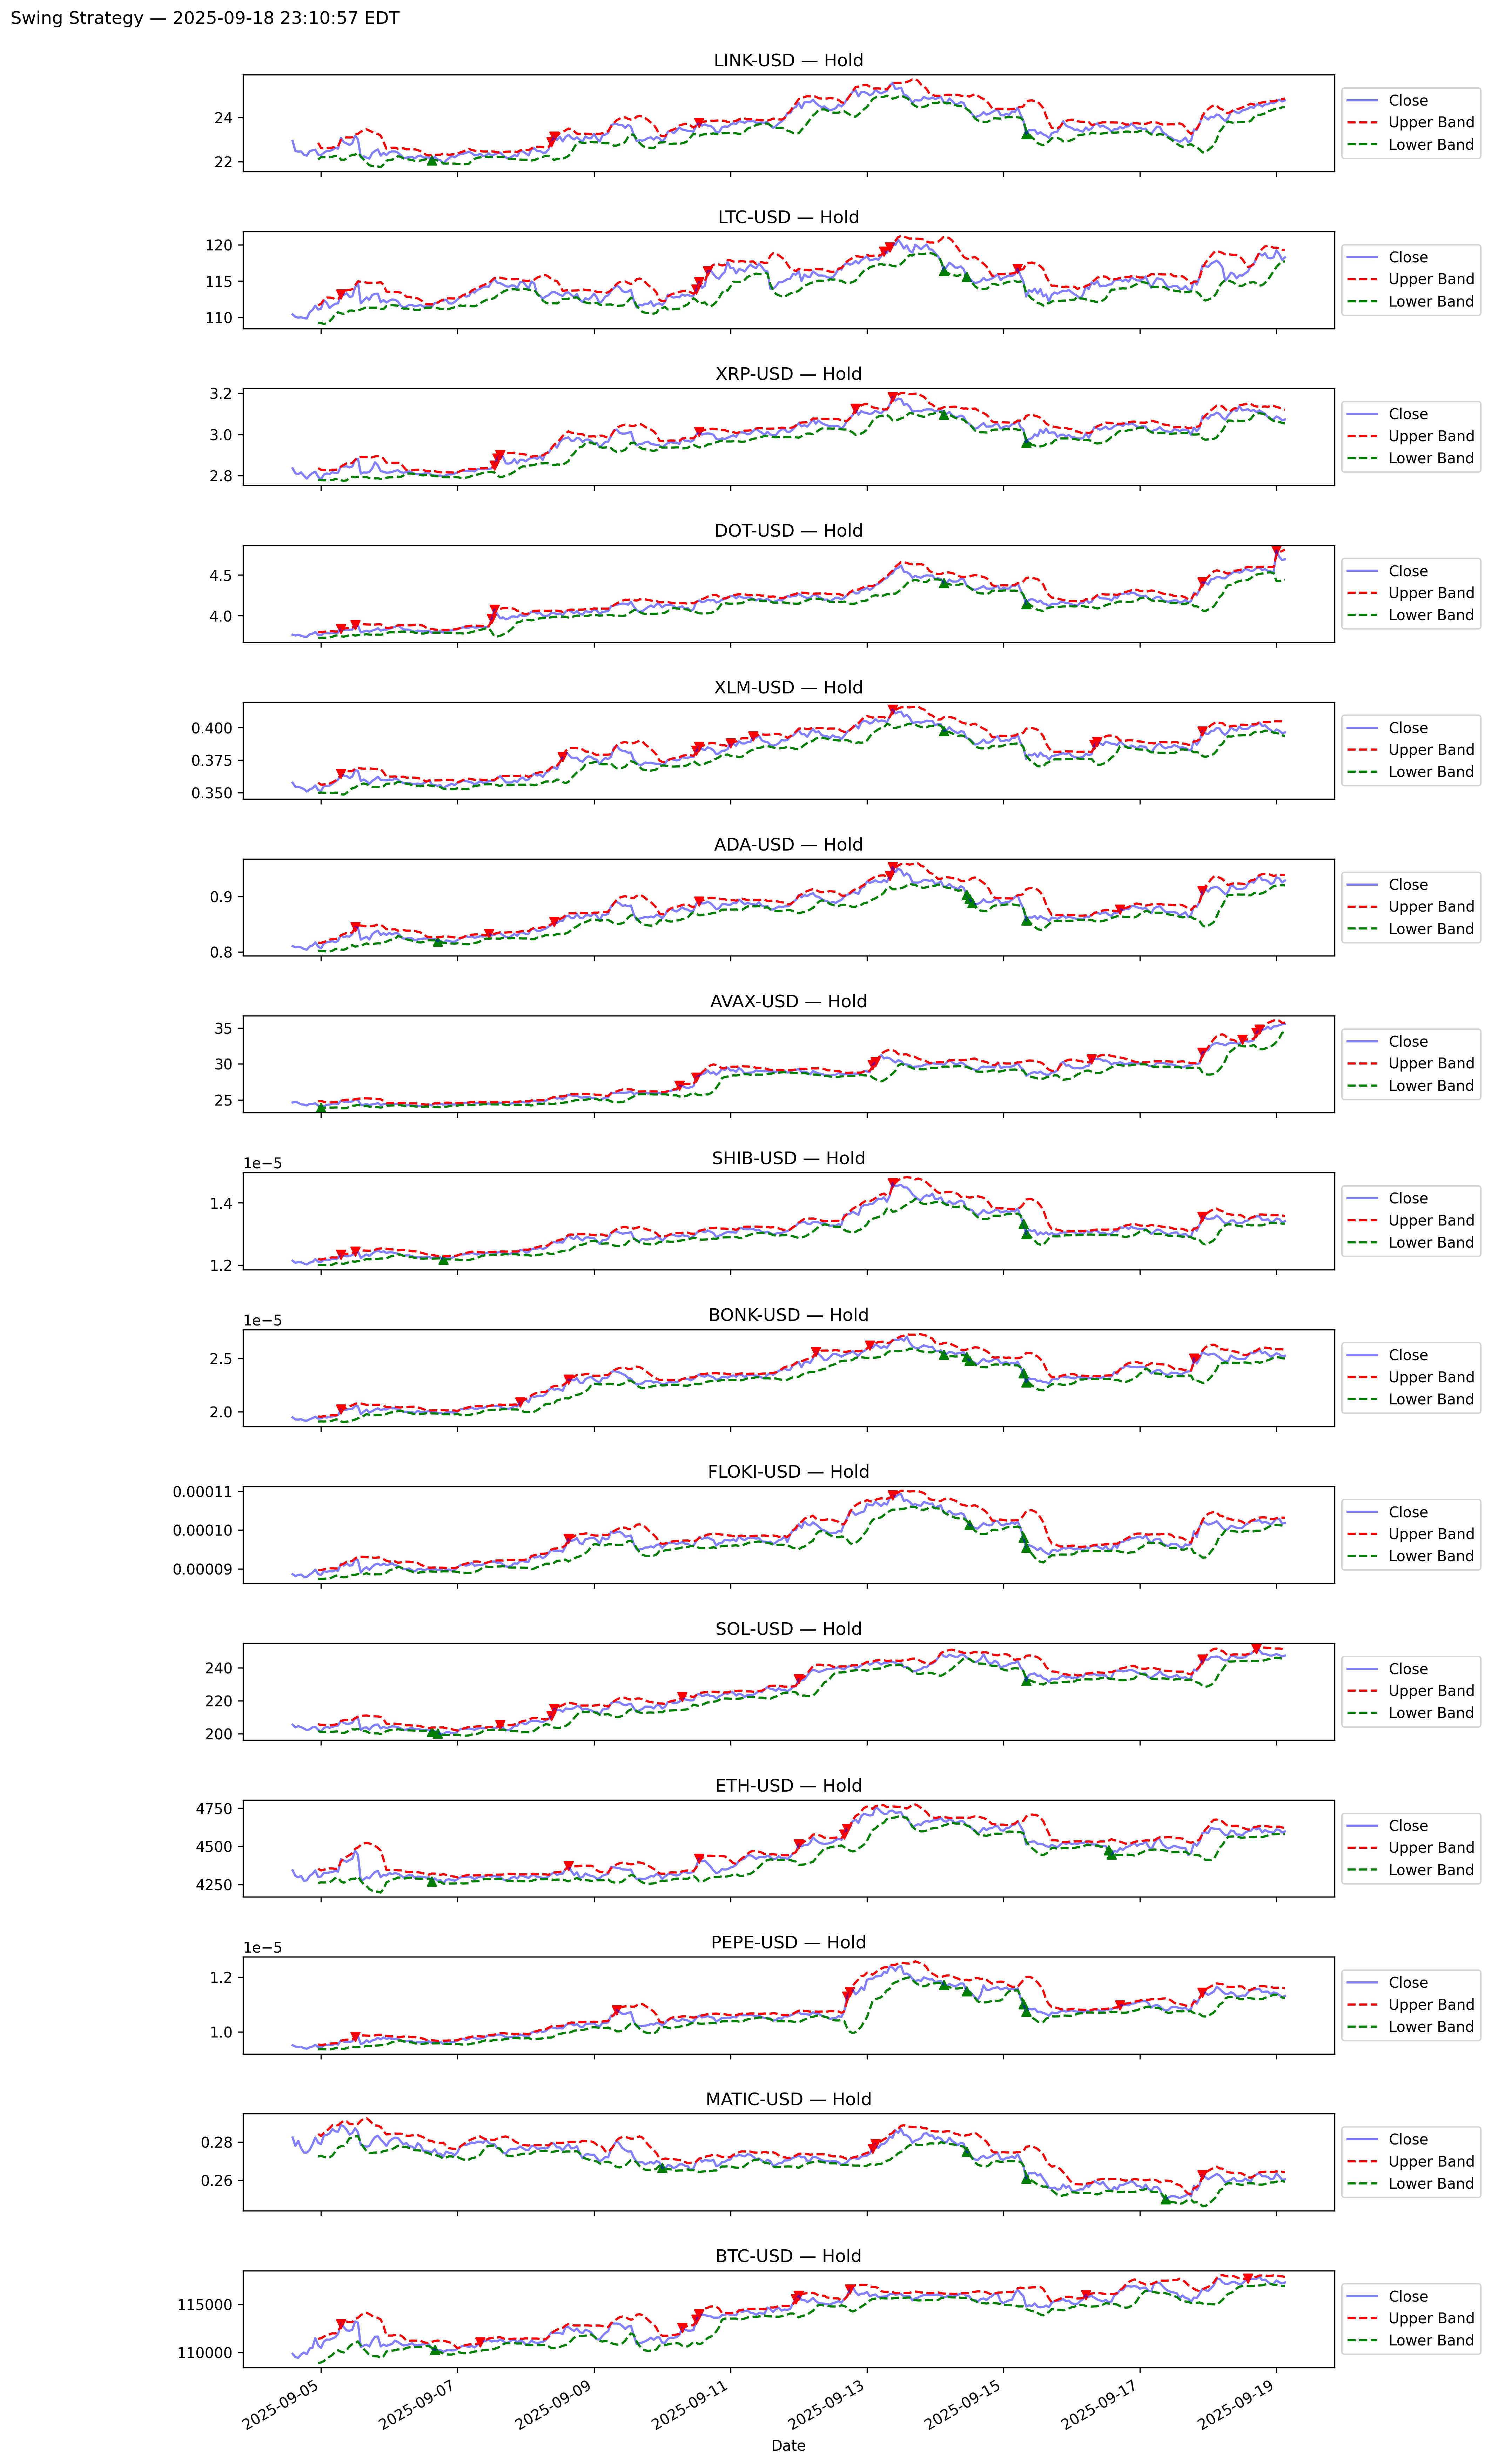 Swing Strategy — 2025-09-18 23:10:57 EDT
LINK-USD — Hold
24
22
Close
Upper Band
Lower Band
LTC-USD — Hold
120
115
110
Close
Upper Band
Lower Band
XRP-USD — Hold
3.2
3.0
2.8
Close
Upper Band
Lower Band
DOT-USD — Hold
4.5
4.0
Close
Upper Band
Lower Band
XLM-USD — Hold
0.400
0.375
0.350
Close
Upper Band
Lower Band
ADA-USD — Hold
0.9
0.8
Close
Upper Band
Lower Band
AVAX-USD — Hold
35
30
25
Close
Upper Band
Lower Band
SHIB-USD — Hold
1e−5
1.4
1.2
Close
Upper Band
Lower Band
BONK-USD — Hold
1e−5
2.5
2.0
Close
Upper Band
Lower Band
FLOKI-USD — Hold
0.00011
0.00010
0.00009
Close
Upper Band
Lower Band
SOL-USD — Hold
240
220
200
Close
Upper Band
Lower Band
ETH-USD — Hold
4750
4500
4250
Close
Upper Band
Lower Band
PEPE-USD — Hold
1e−5
1.2
1.0
Close
Upper Band
Lower Band
MATIC-USD — Hold
0.28
0.26
Close
Upper Band
Lower Band
BTC-USD — Hold
115000
110000
Close
Upper Band
Lower Band
2025-09-05
2025-09-07
2025-09-09
2025-09-11
2025-09-13
2025-09-15
2025-09-17
2025-09-19
Date